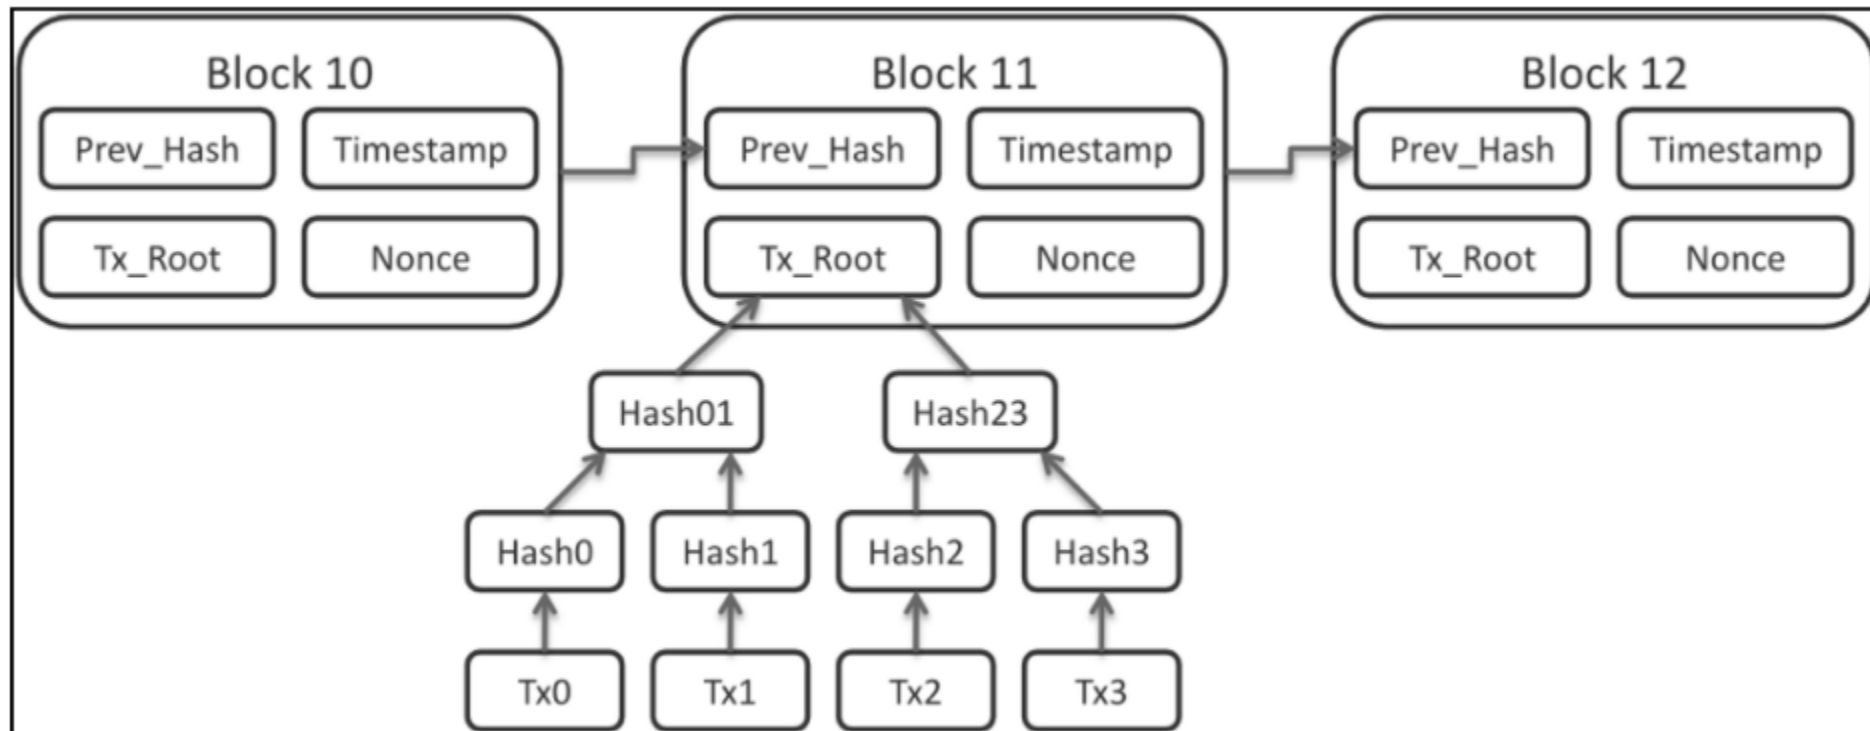 Block 10
Block 11
Block 12
Prev_Hash
Timestamp
Prev_Hash
Timestamp
Prev_Hash
Timestamp
Tx_Root
Nonce
Tx_Root
Nonce
Tx_Root
Nonce
Hash01
Hash23
Hash0
Hash1
Hash2
Hash3
Tx0
Tx1
Tx2
Tx3